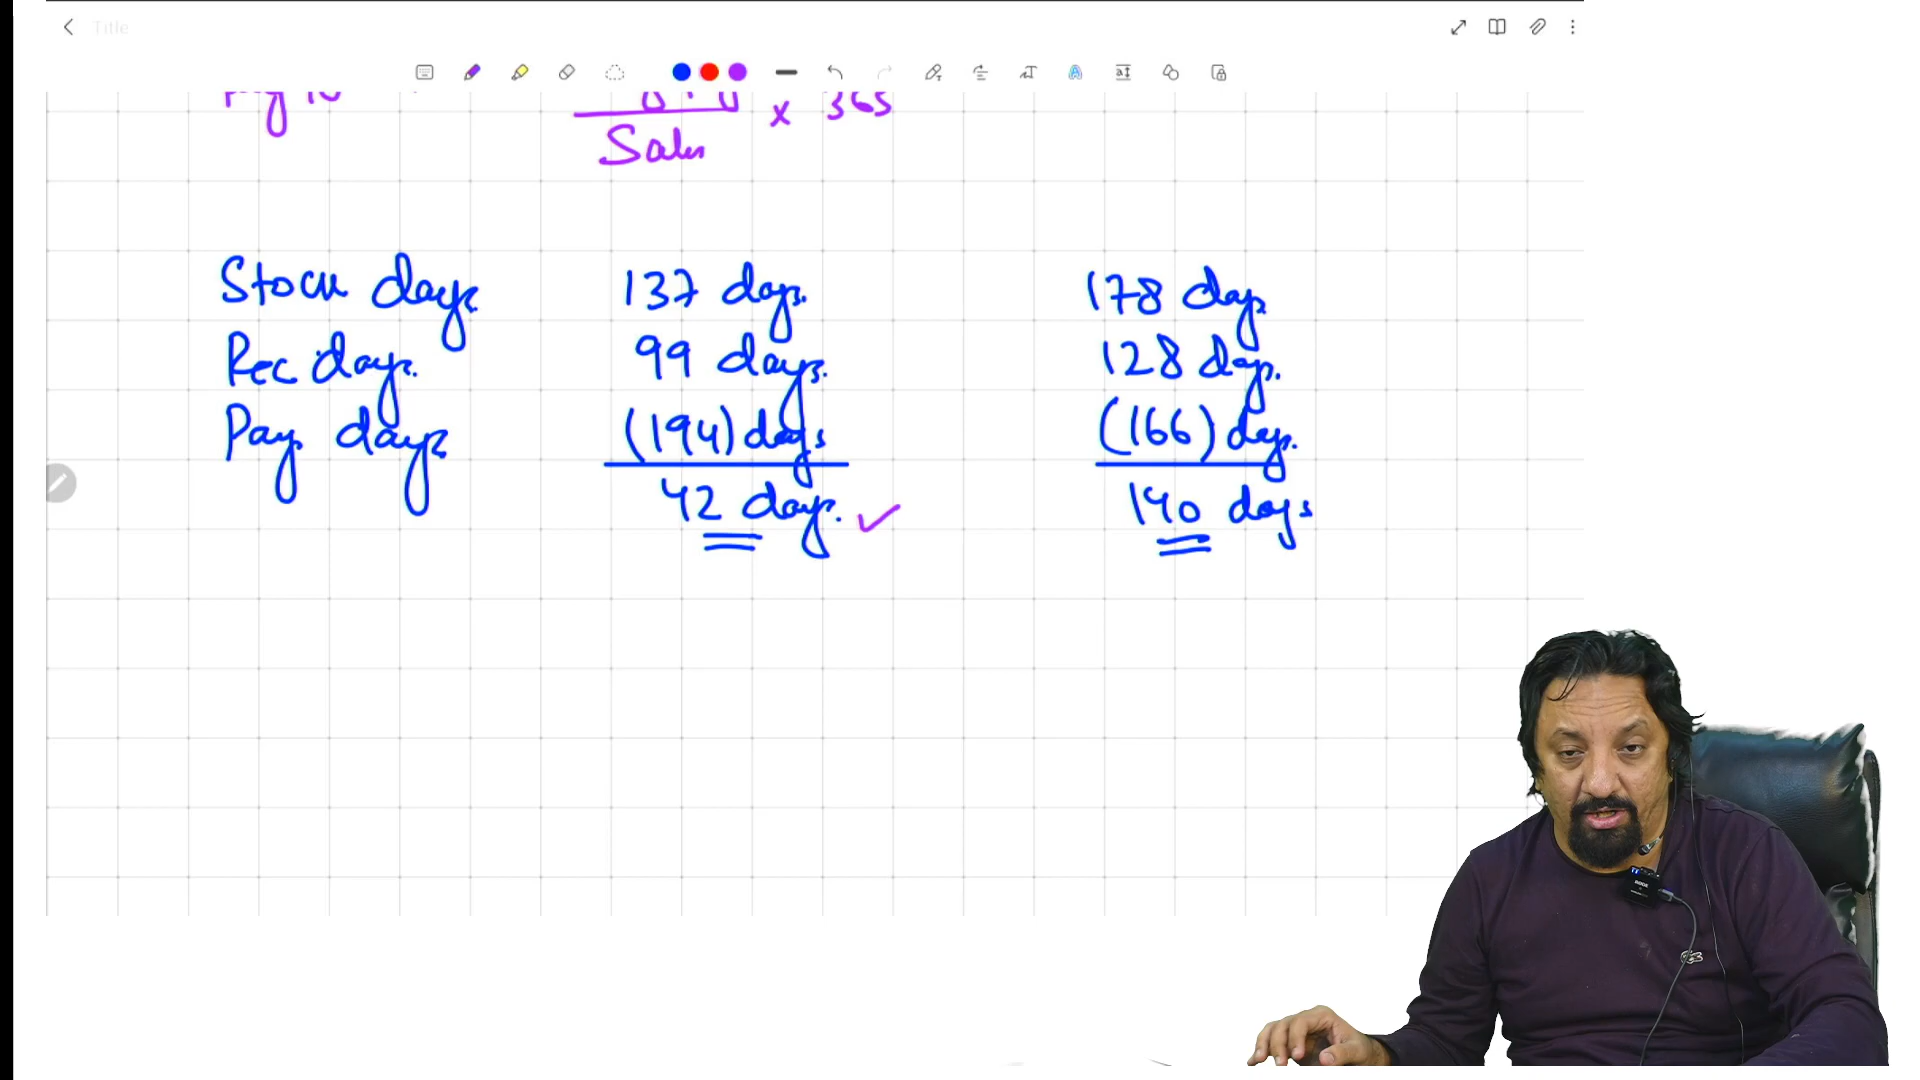 Title
x 365
Sales
Stock days 137 days. 178 days
Rec days. 99 days. 128 days.
Pay days (194) days (166) days.
42 days. ✓ 140 days